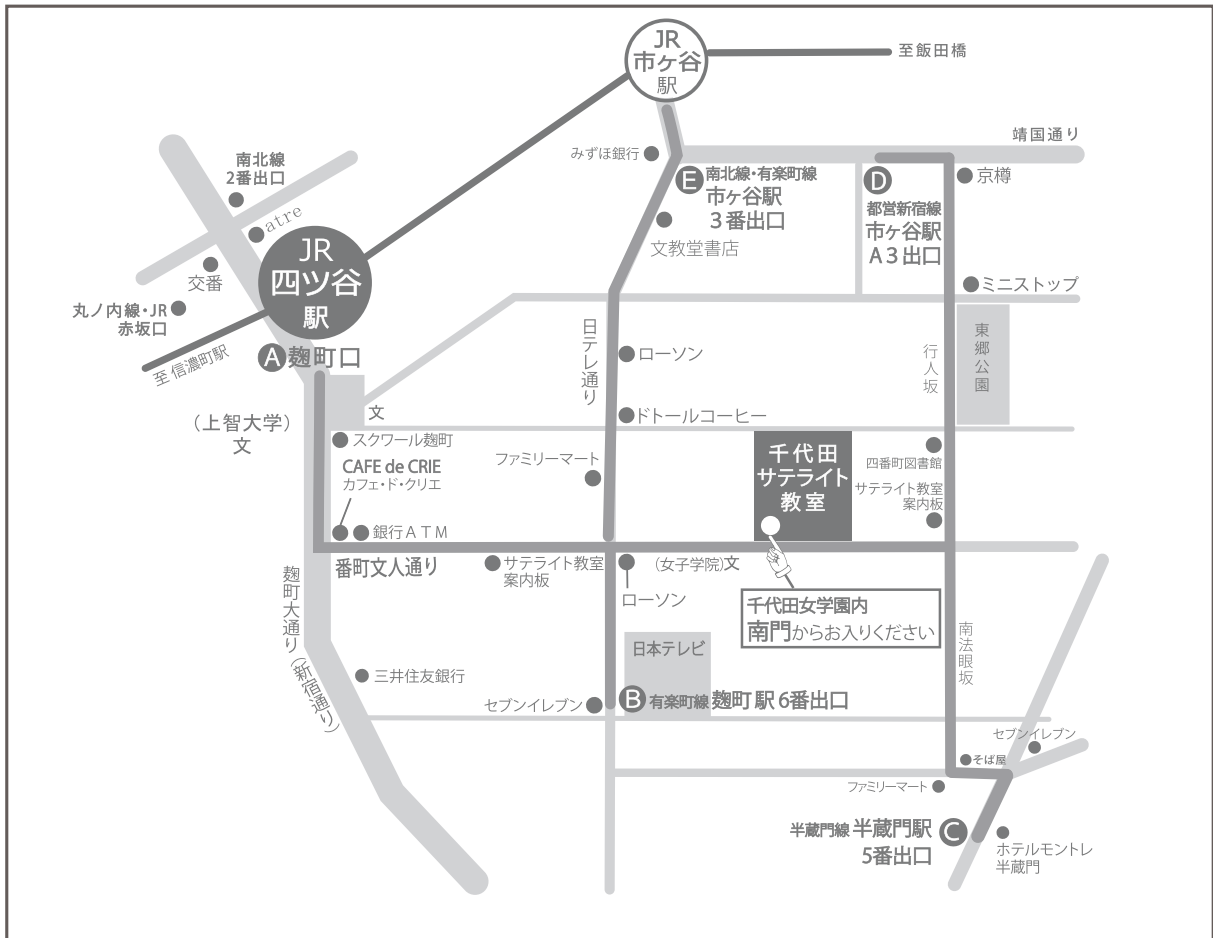 JR
市ヶ谷
駅
至飯田橋
靖国通り
みずほ銀行
南北線
2番出口
atre
E
南北線・有楽町線
市ヶ谷駅
3番出口
D
京樽
都営新宿線
市ヶ谷駅
A3出口
文教堂書店
JR
四ツ谷
駅
交番
丸ノ内線・JR
赤坂口
ミニストップ
至信濃町駅
A
麹町口
日テレ通り
ローソン
行人坂
東郷公園
(上智大学)
文
文
ドトールコーヒー
スクワール麹町
CAFE de CRIE
カフェ・ド・クリエ
ファミリーマート
千代田
サテライト
教室
四番町図書館
サテライト教室
案内板
銀行ATM
番町文人通り
サテライト教室
案内板
ローソン
(女子学院)文
千代田女学園内
南門からお入りください
麹町大通り(新宿通り)
日本テレビ
南法眼坂
三井住友銀行
セブンイレブン
B
有楽町線 麹町駅6番出口
セブンイレブン
そば屋
ファミリーマート
半蔵門線 半蔵門駅
5番出口
C
ホテルモントレ
半蔵門